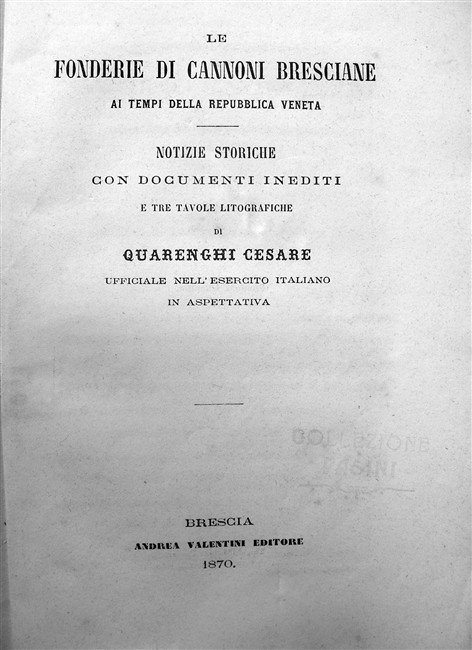 LE
FONDERIE DI CANNONI BRESCIANE
AI TEMPI DELLA REPUBBLICA VENETA
NOTIZIE STORICHE
CON DOCUMENTI INEDITI
E TRE TAVOLE LITOGRAFICHE
DI
QUARENGHI CESARE
UFFICIALE NELL'ESERCITO ITALIANO
IN ASPETTATIVA
BRESCIA
ANDREA VALENTINI EDITORE
1870.